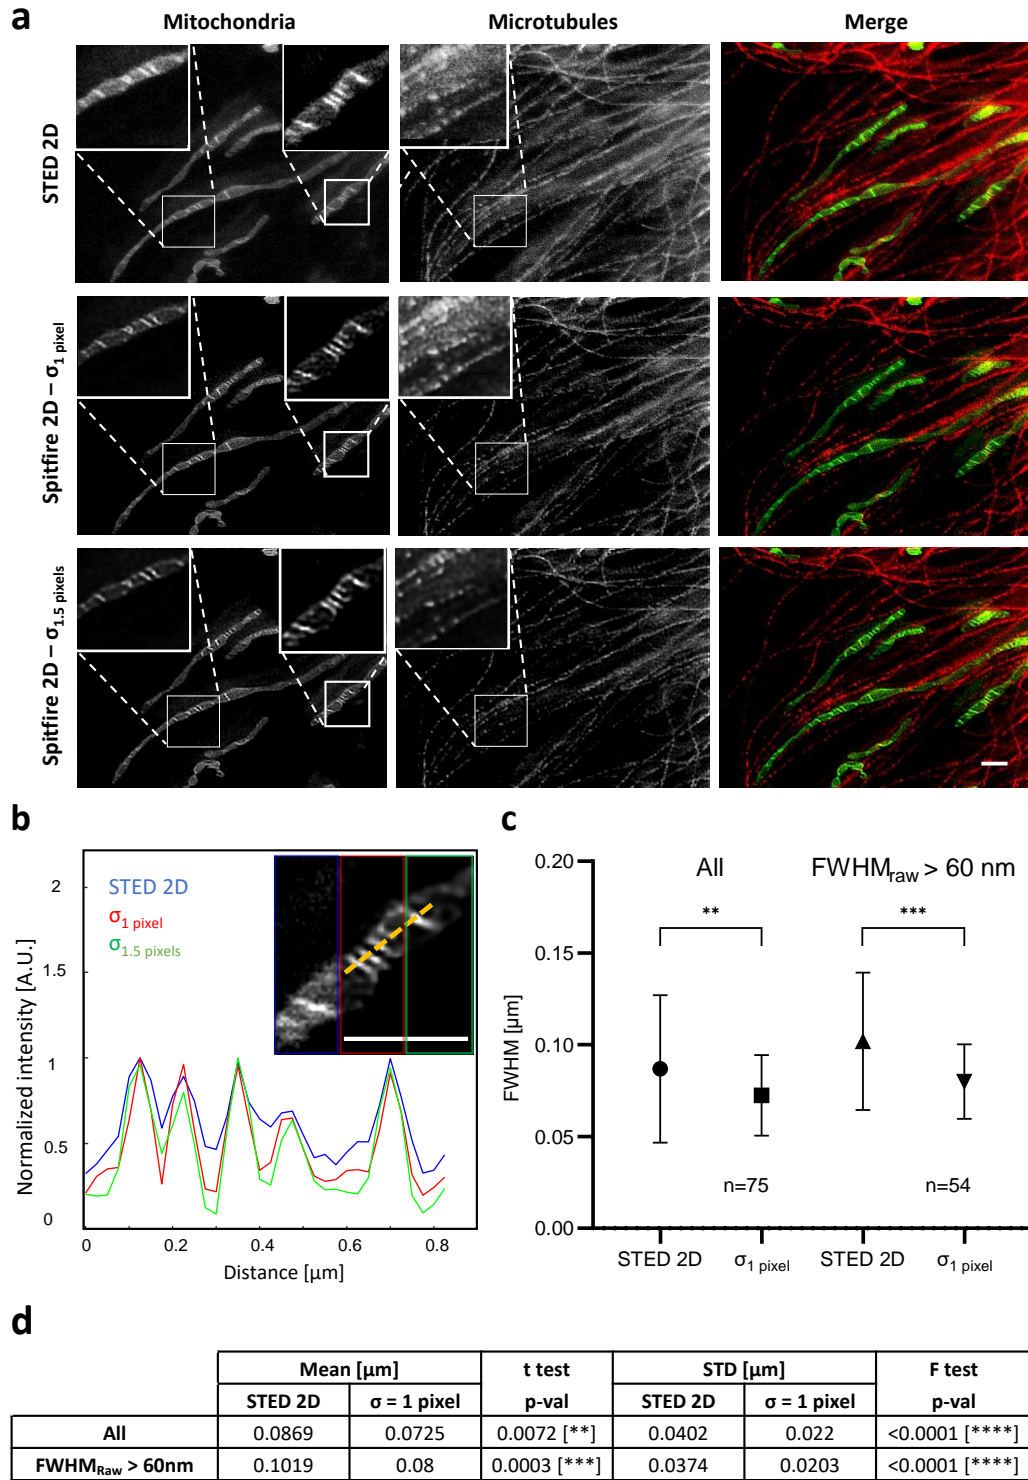 a
Mitochondria Microtubules Merge
STED 2D
Spitfire 2D – σ1 pixel
Spitfire 2D – σ1.5 pixels
b
Normalized intensity [A.U.]
2
1.5
1
0.5
0
STED 2D
σ1 pixel
σ1.5 pixels
0 0.2 0.4 0.6 0.8
Distance [µm]
c
FWHM [µm]
0.20
0.15
0.10
0.05
0.00
All FWHMraw > 60 nm
** ***
n=75 n=54
STED 2D σ1 pixel STED 2D σ1 pixel
d
Mean [µm] t test STD [µm] F test
STED 2D σ = 1 pixel p-val STED 2D σ = 1 pixel p-val
All 0.0869 0.0725 0.0072 [**] 0.0402 0.022 <0.0001 [****]
FWHMRaw > 60nm 0.1019 0.08 0.0003 [***] 0.0374 0.0203 <0.0001 [****]